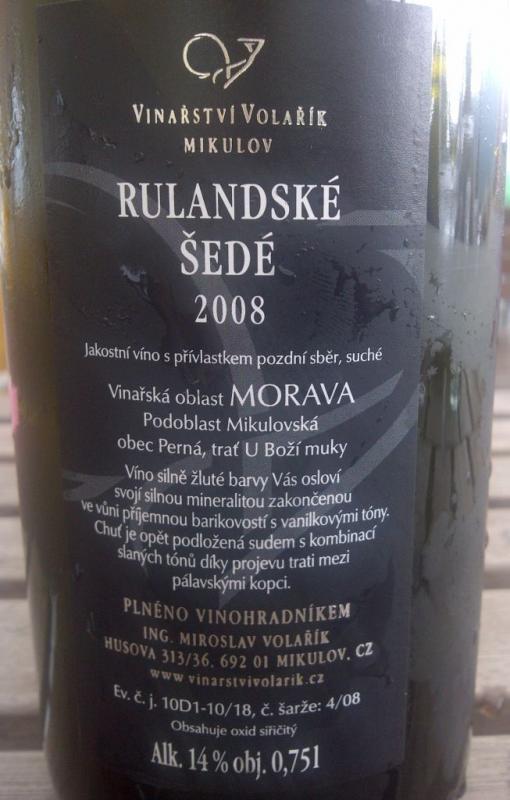 VINAŘSTVÍ VOLAŘÍK
MIKULOV
RULANDSKÉ
ŠEDÉ
2008
Jakostní víno s přívlastkem pozdní sběr, suché
Vinařská oblast MORAVA
Podoblast Mikulovská
obec Perná, trať U Boží muky
Víno silně žluté barvy Vás osloví
svojí silnou mineralitou zakončenou
ve vůni příjemnou barikovostí s vanilkovými tóny.
Chuť je opět podložená sudem s kombinací
slaných tónů díky projevu trati mezi
pálavskými kopci.
PLNĚNO VINOHRADNÍKEM
ING. MIROSLAV VOLAŘÍK
HUSOVA 313/36, 692 01 MIKULOV, CZ
www.vinarstvivolarik.cz
Ev. č. j. 10D1-10/18, č. šarže: 4/08
Obsahuje oxid siřičitý
Alk. 14 % obj. 0,75l